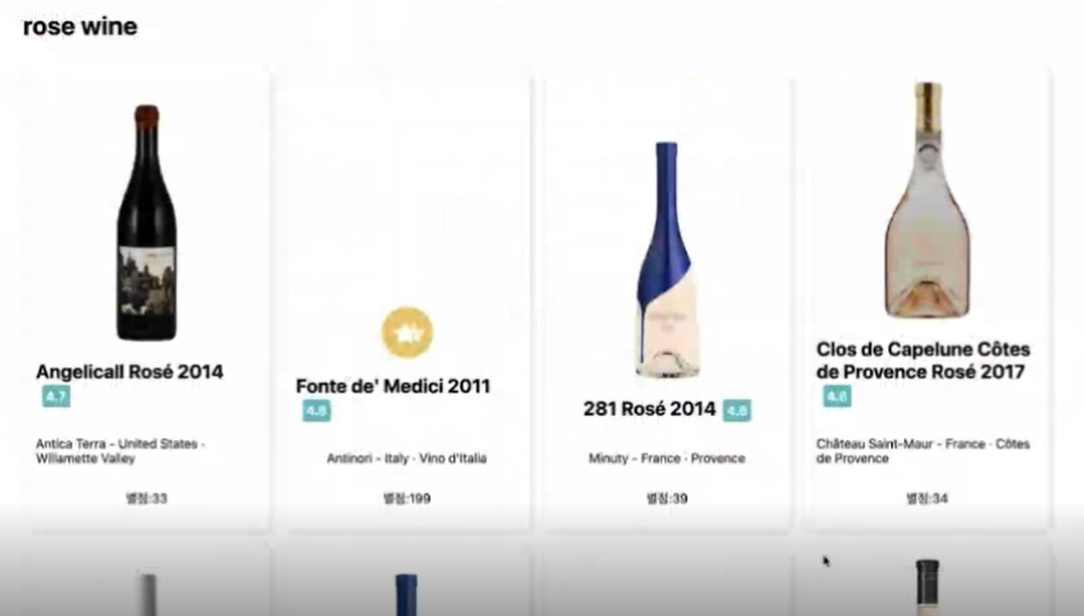 rose wine
Angelicall Rosé 2014
4.7
Antica Terra - United States ·
Willamette Valley
별점:33
Fonte de' Medici 2011
4.6
Antinori - Italy · Vino d'Italia
별점:199
281 Rosé 2014 4.6
Minuty - France · Provence
별점:39
Clos de Capelune Côtes
de Provence Rosé 2017
4.6
Château Saint-Maur - France · Côtes
de Provence
별점:34